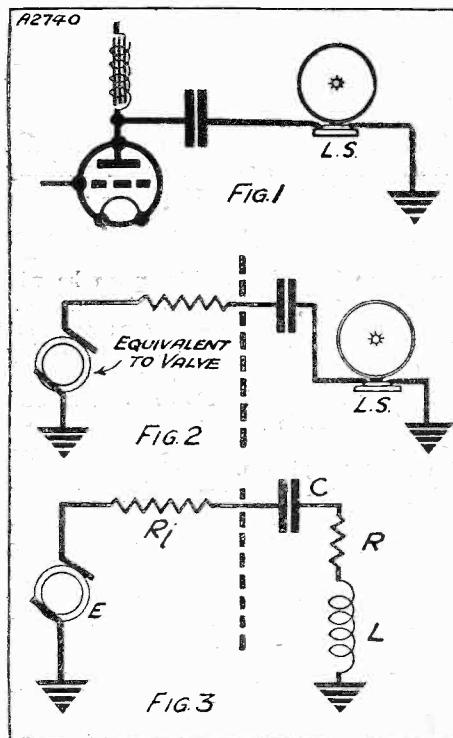 A2740
L.S.
FIG.1
EQUIVALENT
TO VALVE
L.S.
FIG.2
C
Ri
R
E
L
FIG.3